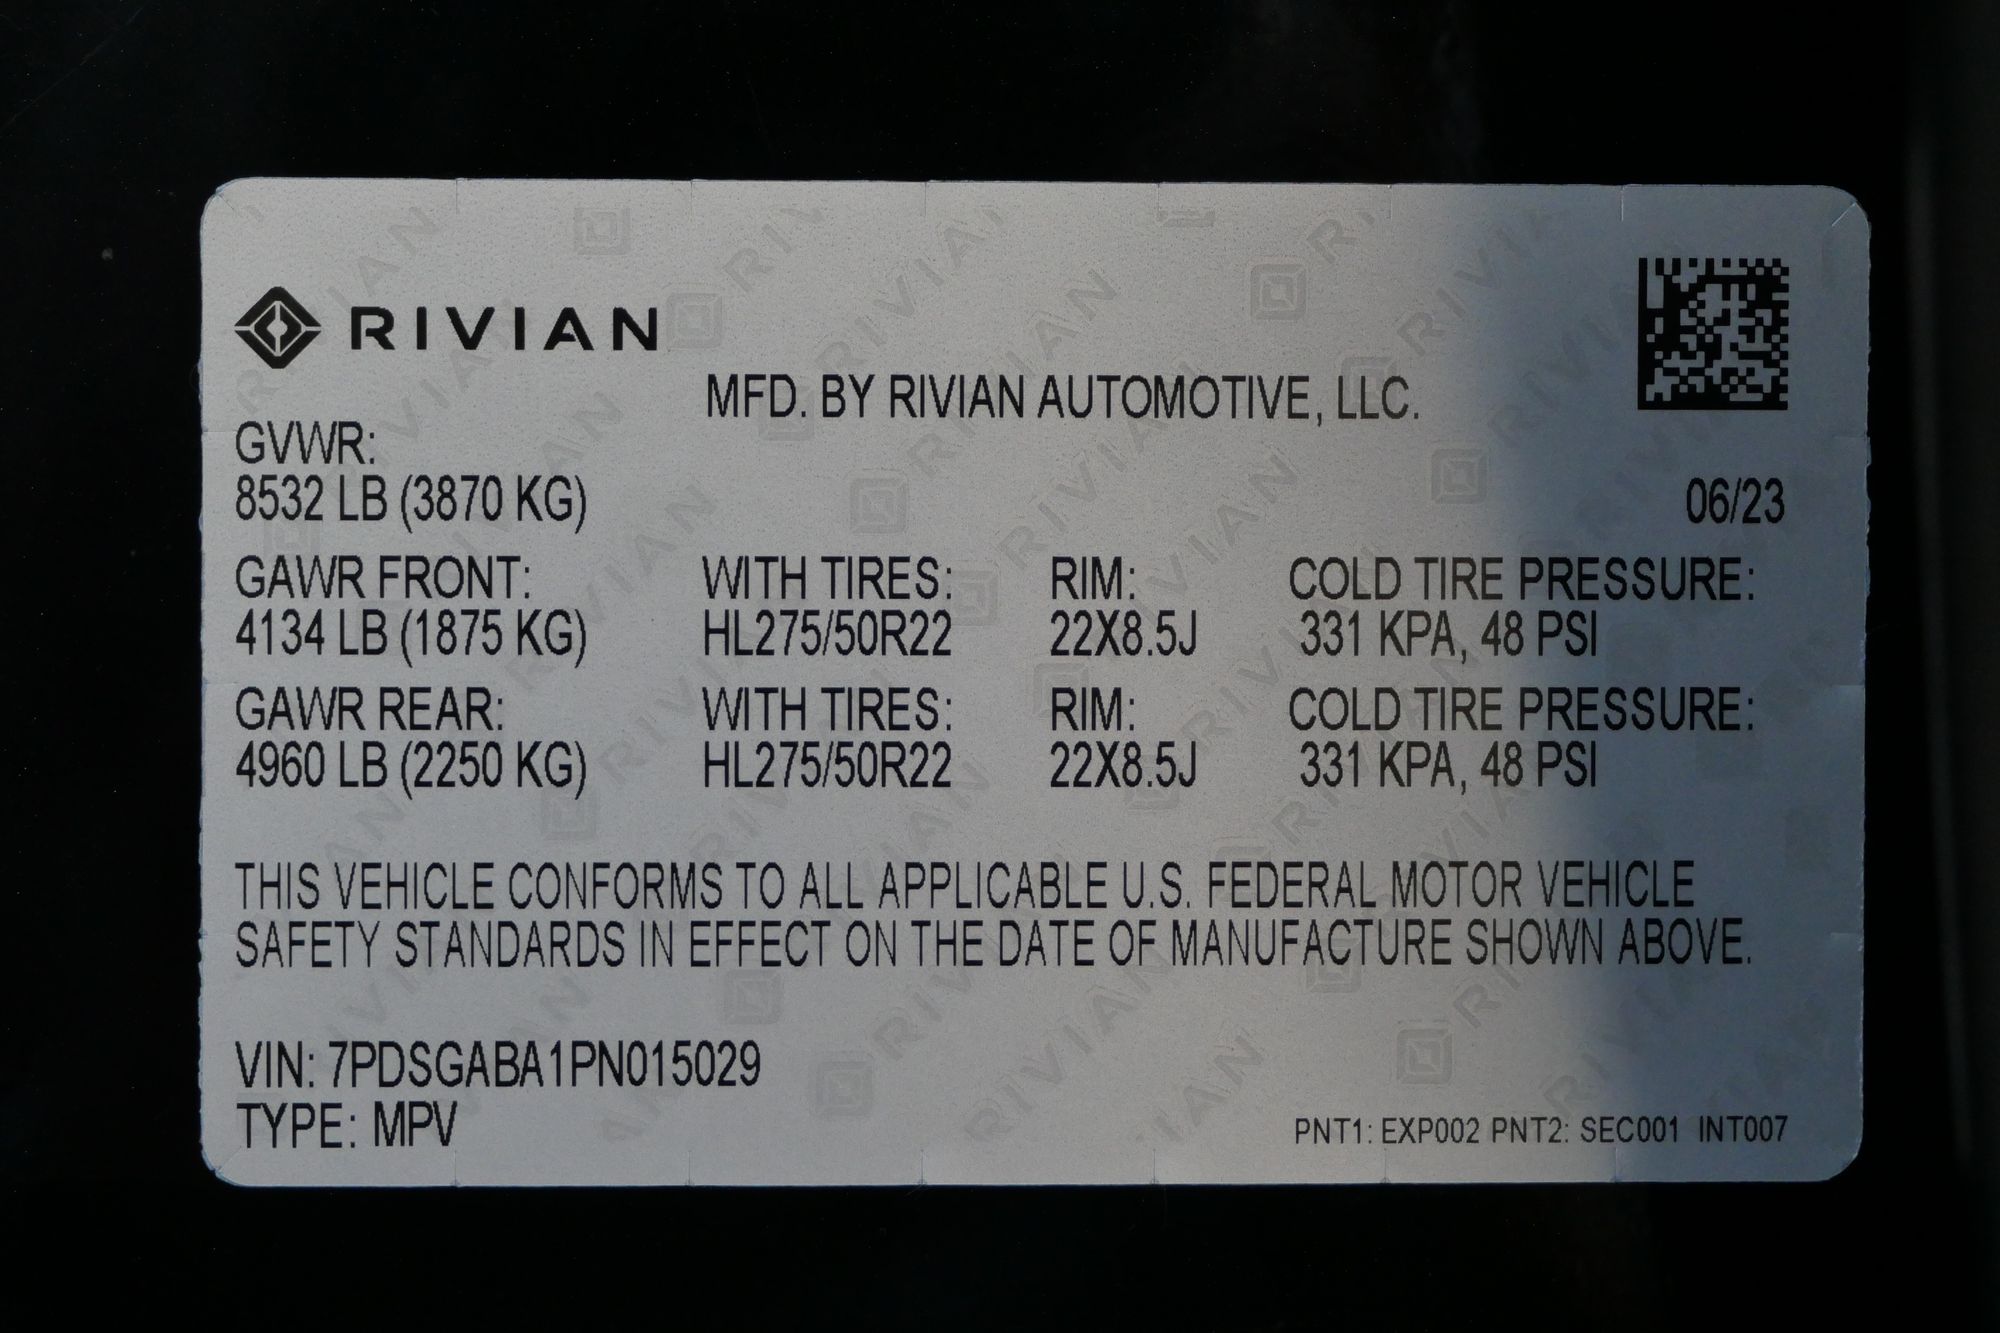 RIVIAN
MFD. BY RIVIAN AUTOMOTIVE, LLC.
GVWR:
8532 LB (3870 KG)
06/23
GAWR FRONT: WITH TIRES: RIM: COLD TIRE PRESSURE:
4134 LB (1875 KG) HL275/50R22 22X8.5J 331 KPA, 48 PSI
GAWR REAR: WITH TIRES: RIM: COLD TIRE PRESSURE:
4960 LB (2250 KG) HL275/50R22 22X8.5J 331 KPA, 48 PSI
THIS VEHICLE CONFORMS TO ALL APPLICABLE U.S. FEDERAL MOTOR VEHICLE
SAFETY STANDARDS IN EFFECT ON THE DATE OF MANUFACTURE SHOWN ABOVE.
VIN: 7PDSGABA1PN015029
TYPE: MPV
PNT1: EXP002 PNT2: SEC001 INT007